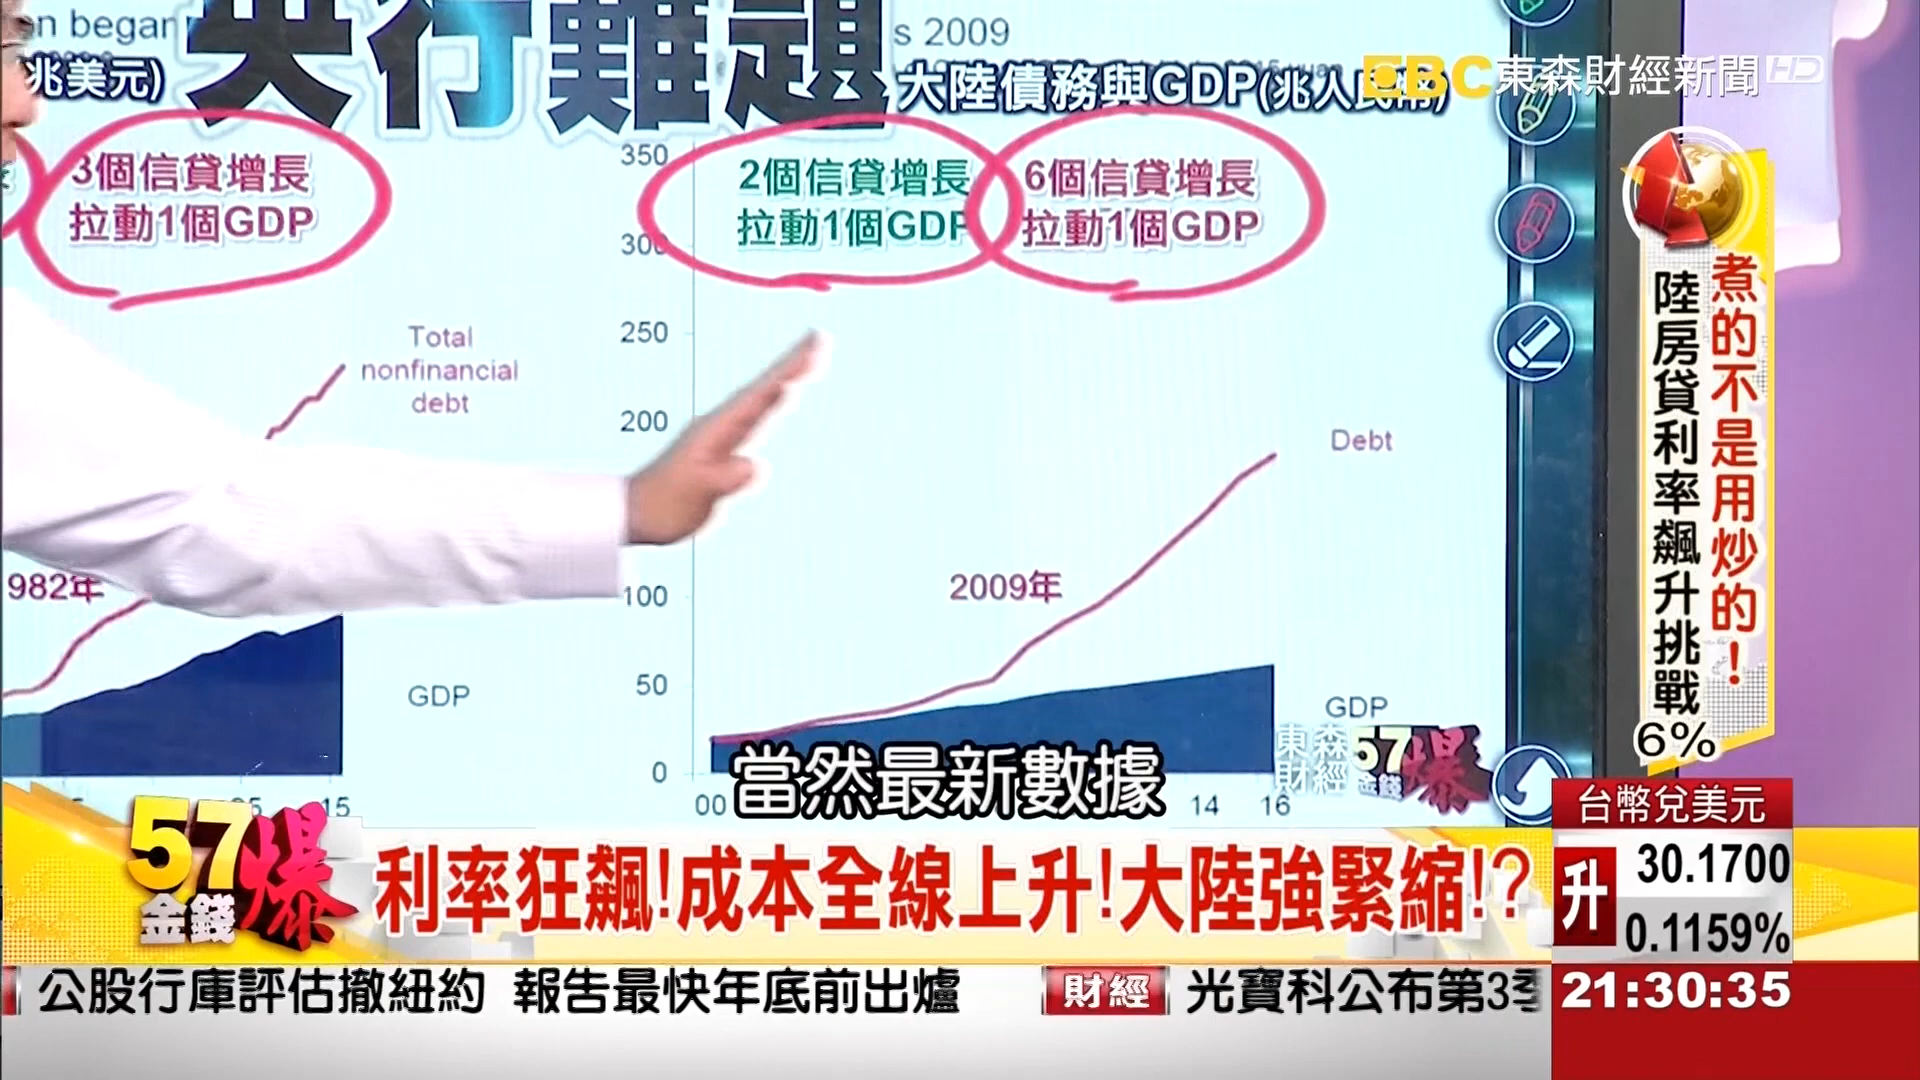 n began
央行難題
s 2009
兆美元)
大陸債務與GDP(兆人民幣)
EBC東森財經新聞HD
3個信貸增長
拉動1個GDP
2個信貸增長
拉動1個GDP
6個信貸增長
拉動1個GDP
350
300
250
200
100
50
0
Total
nonfinancial
debt
Debt
982年
2009年
GDP
GDP
15
00
14
16
東森
財經
57
金錢
爆
煮的不是用炒的！
陸房貸利率飆升挑戰
6%
當然最新數據
57
金錢
爆
利率狂飆!成本全線上升!大陸強緊縮!?
台幣兌美元
升
30.1700
0.1159%
公股行庫評估撤紐約 報告最快年底前出爐
財經
光寶科公布第3季
21:30:35